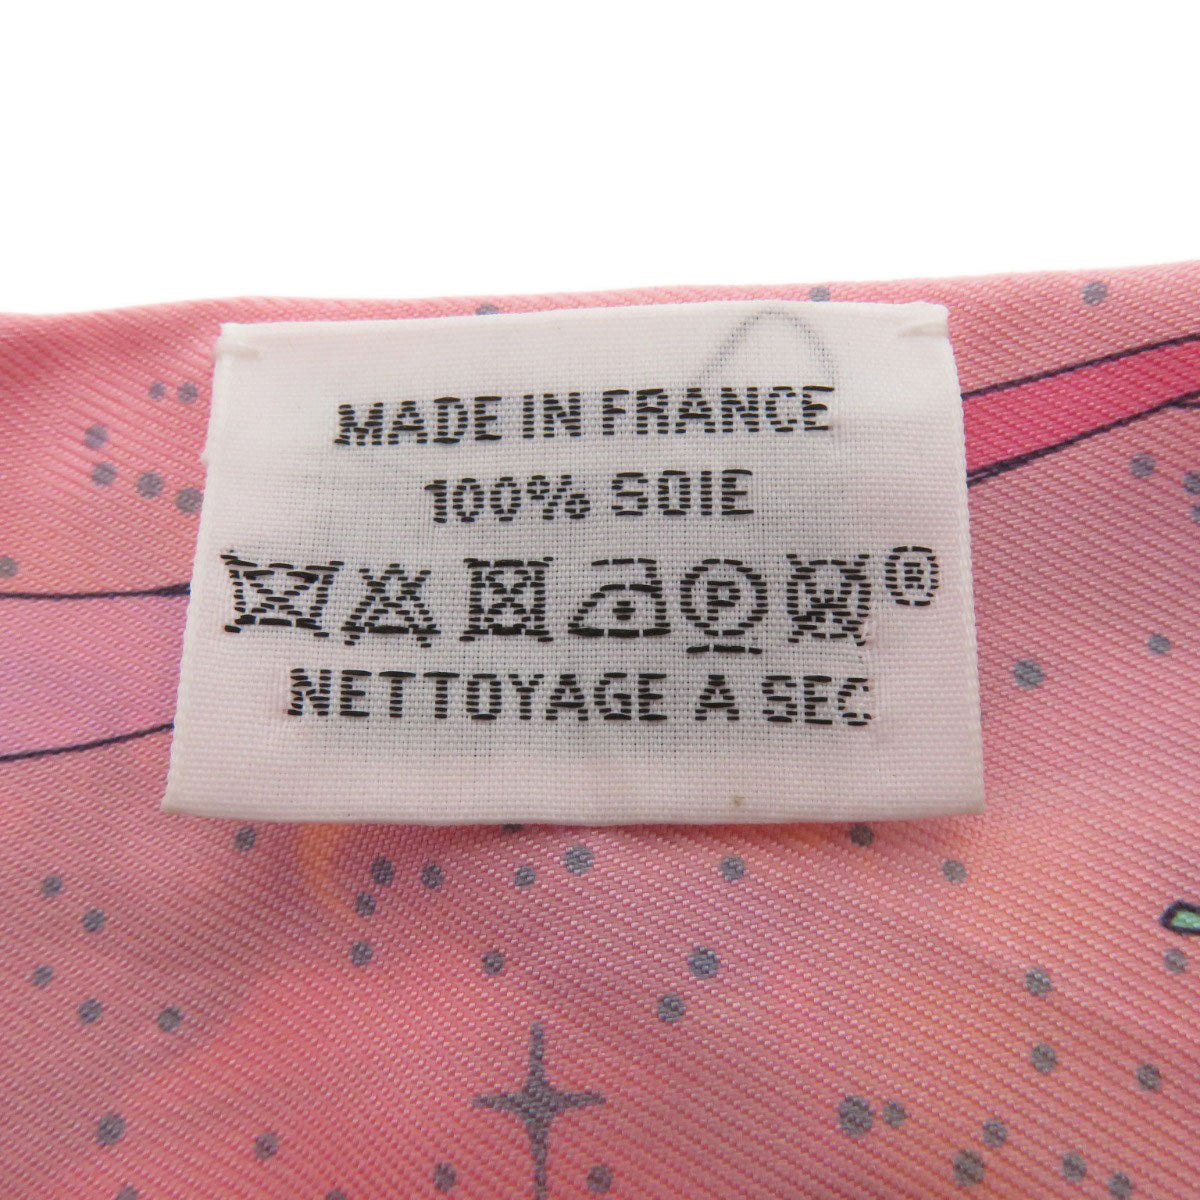 MADE IN FRANCE
100% SOIE
P W ®
NETTOYAGE A SEC